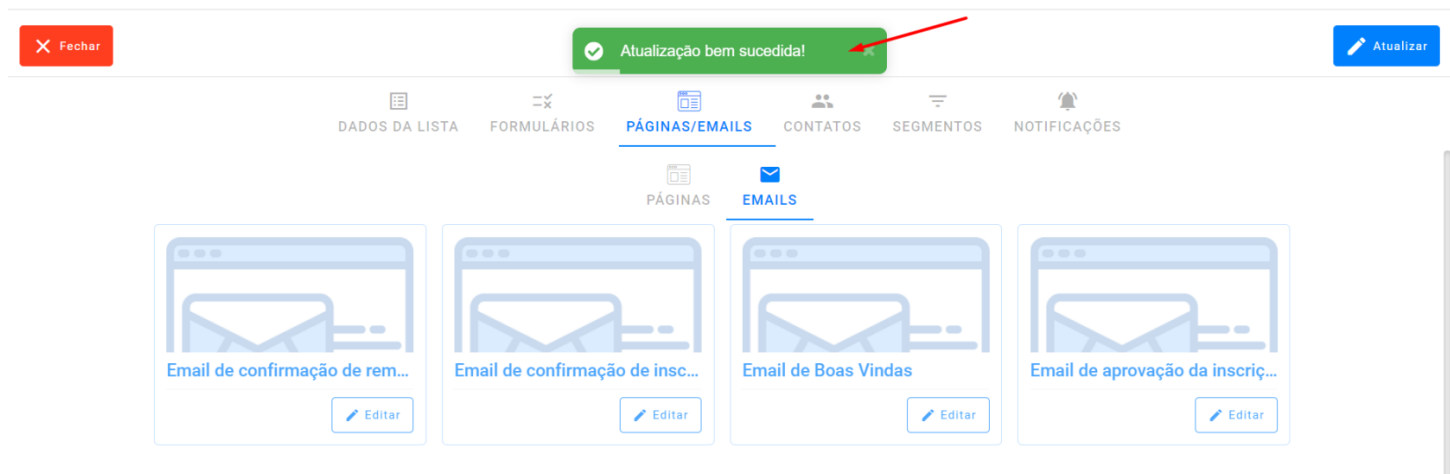 Fechar
Atualização bem sucedida!
Atualizar
DADOS DA LISTA
FORMULÁRIOS
PÁGINAS/EMAILS
CONTATOS
SEGMENTOS
NOTIFICAÇÕES
PÁGINAS
EMAILS
Email de confirmação de rem...
Email de confirmação de insc...
Email de Boas Vindas
Email de aprovação da inscriç...
Editar
Editar
Editar
Editar